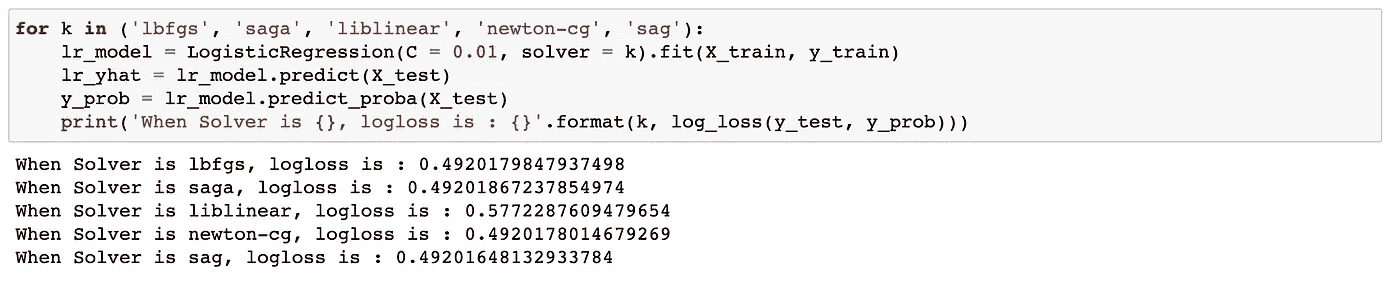 for k in ('lbfgs', 'saga', 'liblinear', 'newton-cg', 'sag'):
    lr_model = LogisticRegression(C = 0.01, solver = k).fit(X_train, y_train)
    lr_yhat = lr_model.predict(X_test)
    y_prob = lr_model.predict_proba(X_test)
    print('When Solver is {}, logloss is : {}'.format(k, log_loss(y_test, y_prob)))
When Solver is lbfgs, logloss is : 0.4920179847937498
When Solver is saga, logloss is : 0.49201867237854974
When Solver is liblinear, logloss is : 0.5772287609479654
When Solver is newton-cg, logloss is : 0.4920178014679269
When Solver is sag, logloss is : 0.49201648132933784